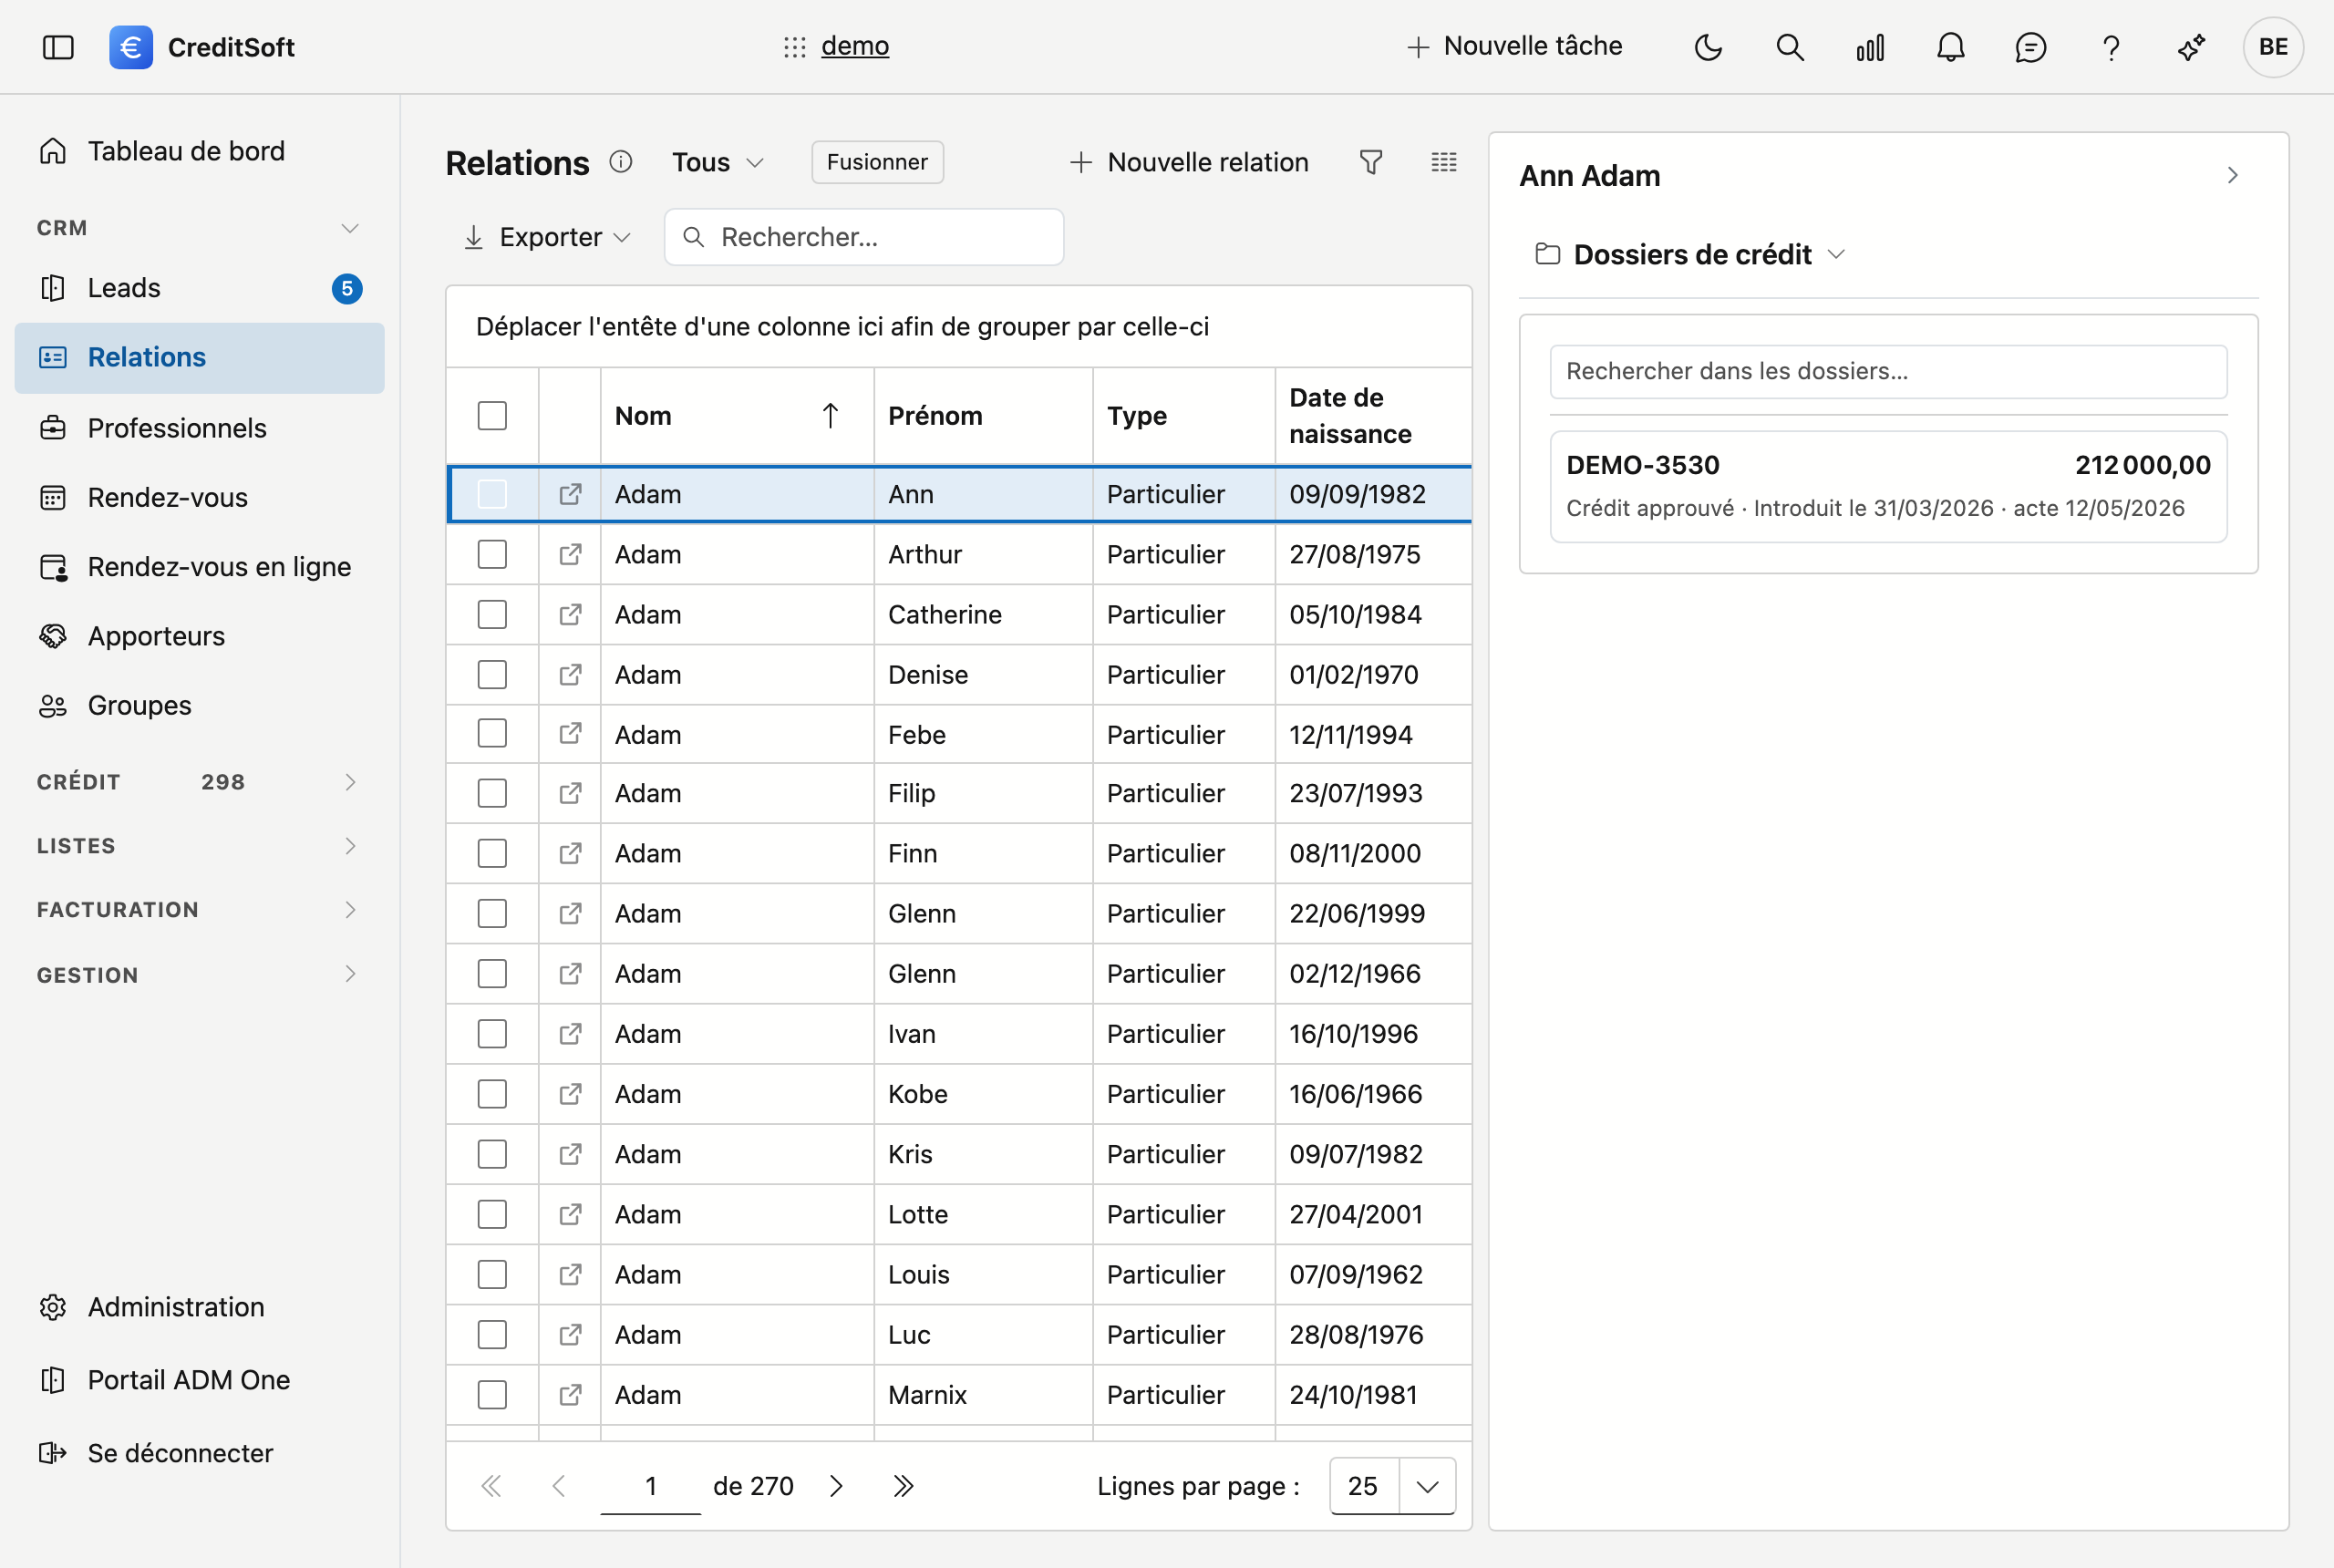 € CreditSoft
demo
Nouvelle tâche
BE
Tableau de bord
CRM
Leads 5
Relations
Professionnels
Rendez-vous
Rendez-vous en ligne
Apporteurs
Groupes
CRÉDIT 298
LISTES
FACTURATION
GESTION
Administration
Portail ADM One
Se déconnecter
Relations Tous Fusionner Nouvelle relation
Exporter Rechercher...
Déplacer l'entête d'une colonne ici afin de grouper par celle-ci
Nom Prénom Type Date de naissance
Adam Ann Particulier 09/09/1982
Adam Arthur Particulier 27/08/1975
Adam Catherine Particulier 05/10/1984
Adam Denise Particulier 01/02/1970
Adam Febe Particulier 12/11/1994
Adam Filip Particulier 23/07/1993
Adam Finn Particulier 08/11/2000
Adam Glenn Particulier 22/06/1999
Adam Glenn Particulier 02/12/1966
Adam Ivan Particulier 16/10/1996
Adam Kobe Particulier 16/06/1966
Adam Kris Particulier 09/07/1982
Adam Lotte Particulier 27/04/2001
Adam Louis Particulier 07/09/1962
Adam Luc Particulier 28/08/1976
Adam Marnix Particulier 24/10/1981
1 de 270 Lignes par page : 25
Ann Adam
Dossiers de crédit
Rechercher dans les dossiers...
DEMO-3530 212 000,00
Crédit approuvé · Introduit le 31/03/2026 · acte 12/05/2026